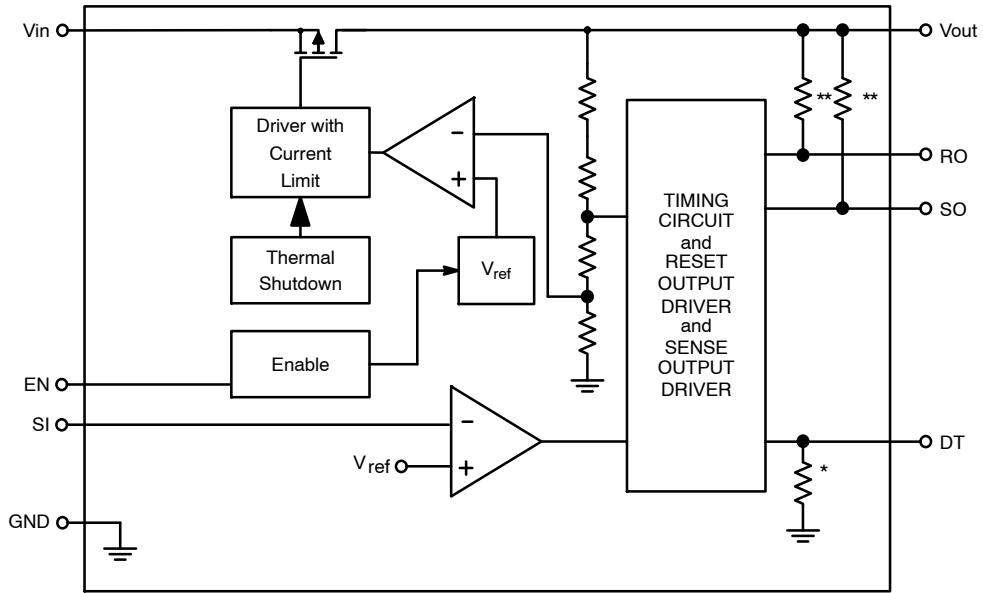 Vin
Vout
**
**
Driver with
Current
Limit
−
+
RO
SO
TIMING
CIRCUIT
and
RESET
OUTPUT
DRIVER
and
SENSE
OUTPUT
DRIVER
Thermal
Shutdown
Vref
Enable
EN
SI
−
Vref
+
DT
*
GND